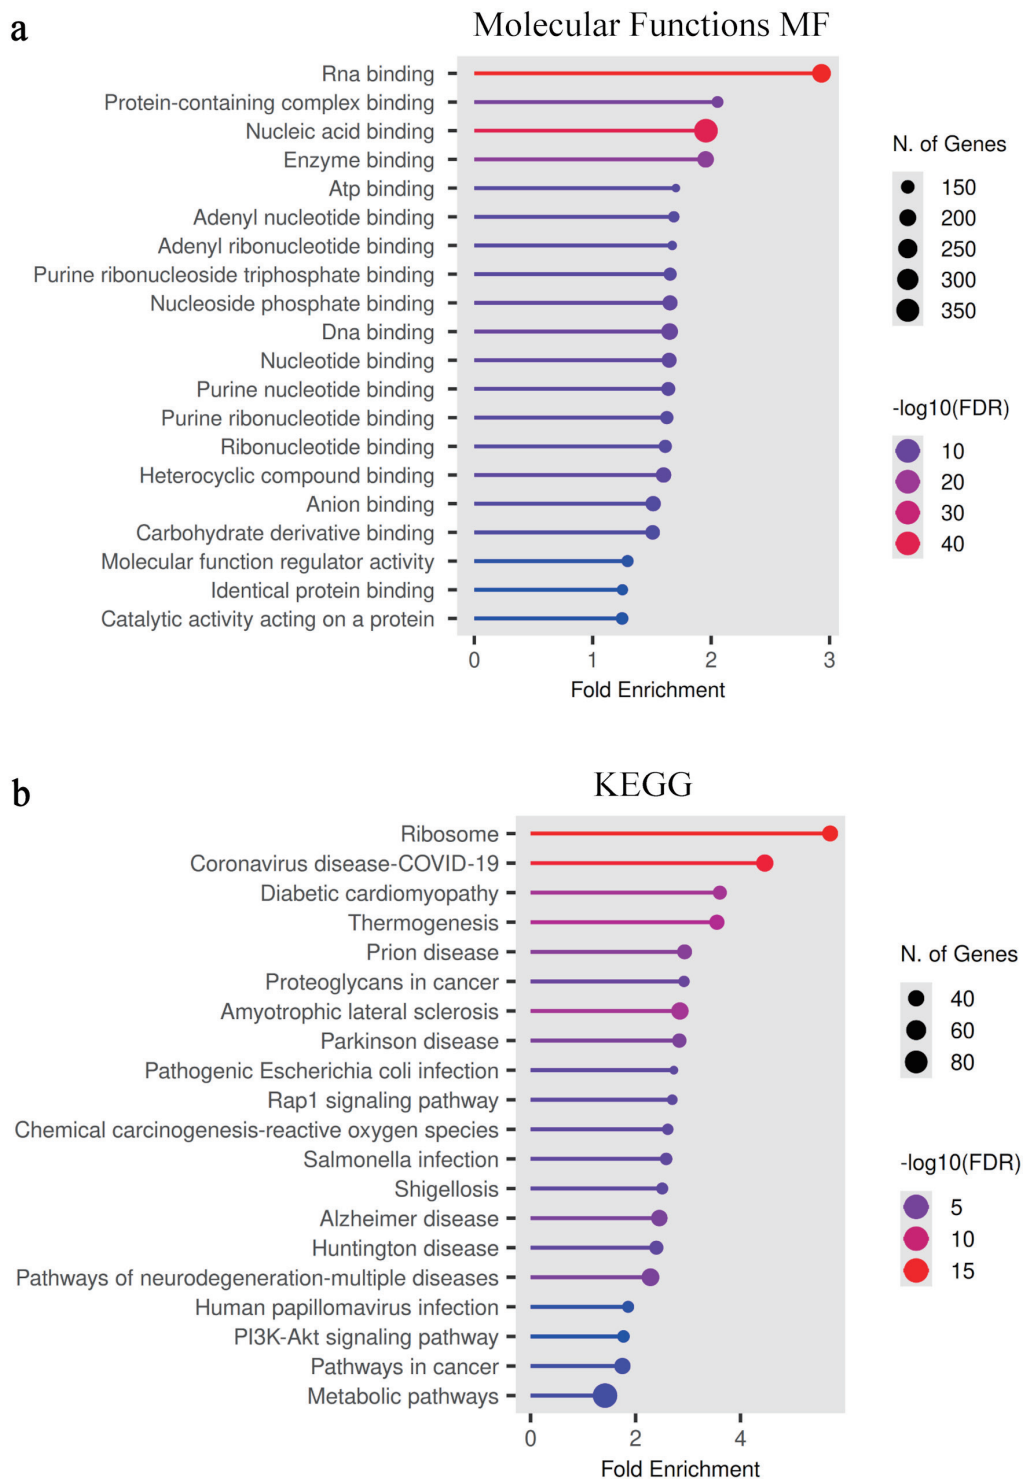 a
Molecular Functions MF
Rna binding
Protein-containing complex binding
Nucleic acid binding
Enzyme binding
Atp binding
Adenyl nucleotide binding
Adenyl ribonucleotide binding
Purine ribonucleoside triphosphate binding
Nucleoside phosphate binding
Dna binding
Nucleotide binding
Purine nucleotide binding
Purine ribonucleotide binding
Ribonucleotide binding
Heterocyclic compound binding
Anion binding
Carbohydrate derivative binding
Molecular function regulator activity
Identical protein binding
Catalytic activity acting on a protein
0 1 2 3
Fold Enrichment
N. of Genes
150
200
250
300
350
-log10(FDR)
10
20
30
40
b
KEGG
Ribosome
Coronavirus disease-COVID-19
Diabetic cardiomyopathy
Thermogenesis
Prion disease
Proteoglycans in cancer
Amyotrophic lateral sclerosis
Parkinson disease
Pathogenic Escherichia coli infection
Rap1 signaling pathway
Chemical carcinogenesis-reactive oxygen species
Salmonella infection
Shigellosis
Alzheimer disease
Huntington disease
Pathways of neurodegeneration-multiple diseases
Human papillomavirus infection
PI3K-Akt signaling pathway
Pathways in cancer
Metabolic pathways
0 2 4
Fold Enrichment
N. of Genes
40
60
80
-log10(FDR)
5
10
15